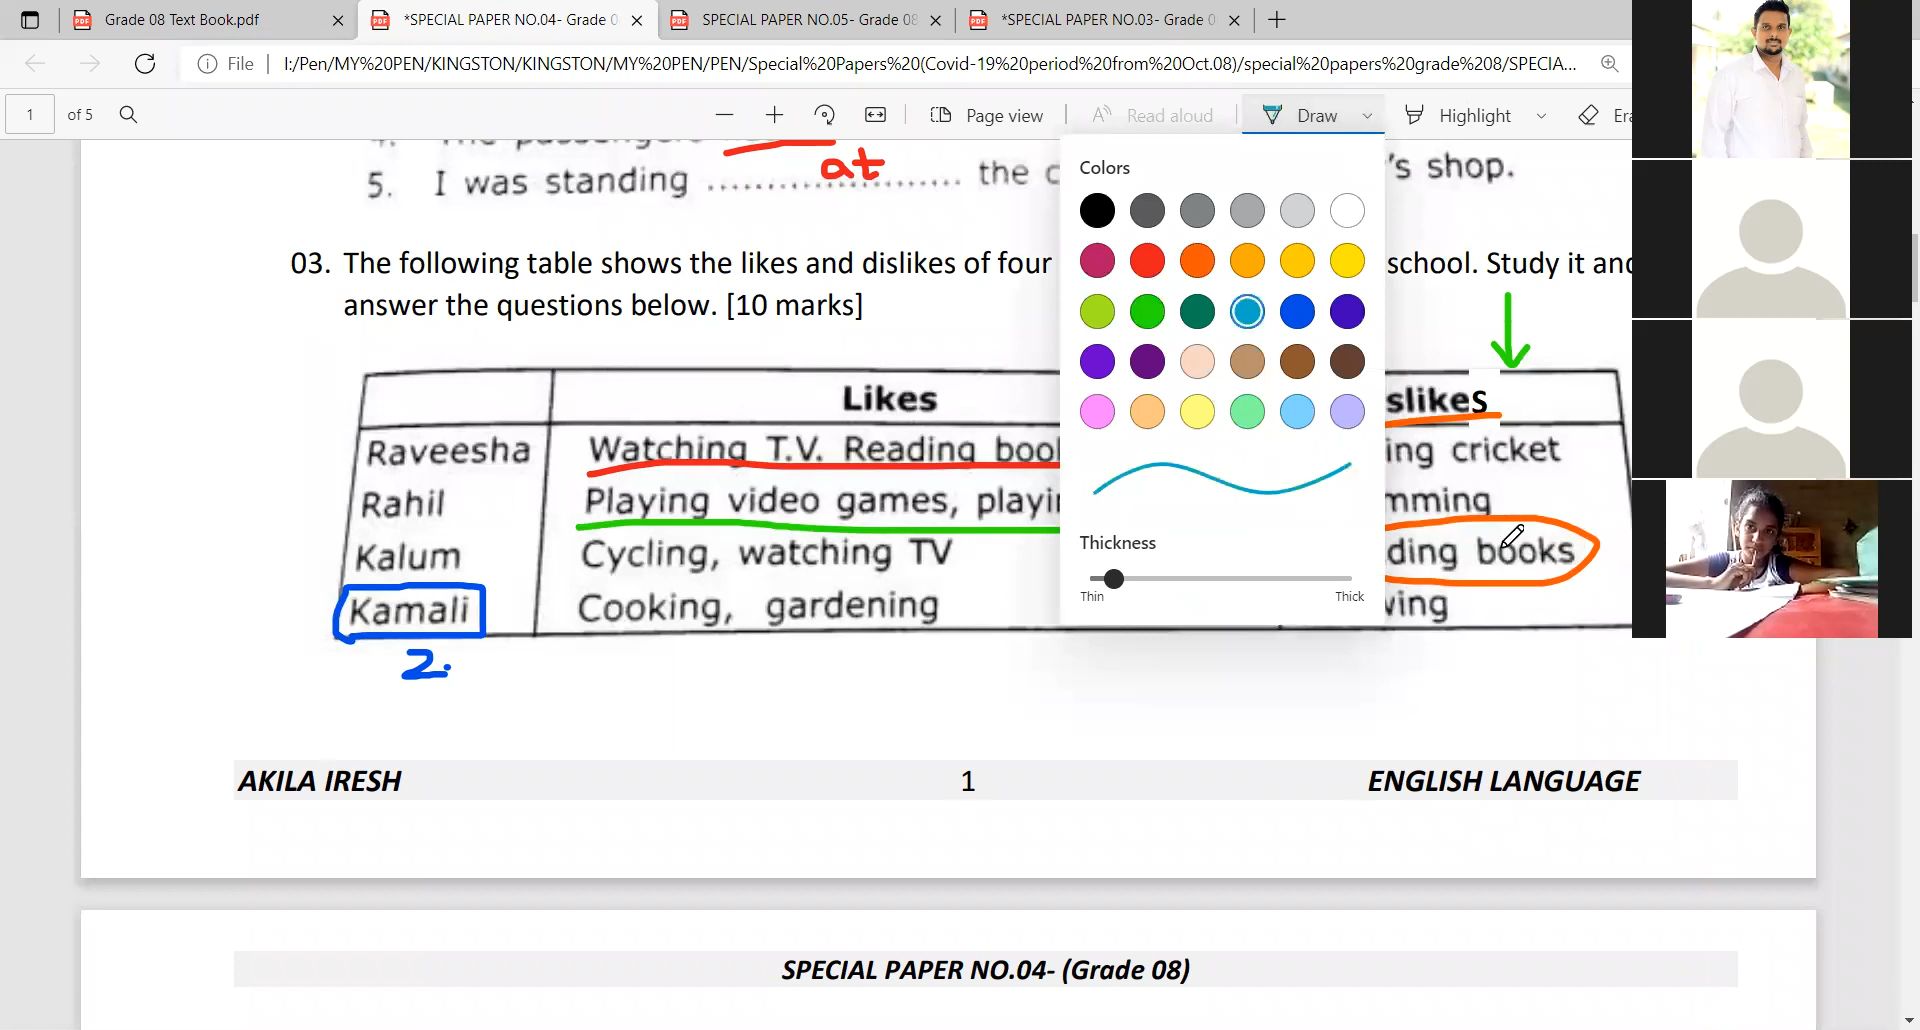 Grade 08 Text Book.pdf
*SPECIAL PAPER NO.04- Grade 0
SPECIAL PAPER NO.05- Grade 08
*SPECIAL PAPER NO.03- Grade 0
File
I:/Pen/MY%20PEN/KINGSTON/KINGSTON/MY%20PEN/PEN/Special%20Papers%20(Covid-19%20period%20from%20Oct.08)/special%20papers%20grade%208/SPECIA...
1 of 5
Page view
Read aloud
Draw
Highlight
Era
4. The passengers
at
5. I was standing ........................ the c
's shop.
03. The following table shows the likes and dislikes of four
school. Study it and
answer the questions below. [10 marks]
Likes
slikes
Raveesha Watching T.V. Reading boo
ing cricket
Rahil Playing video games, playi
mming
Kalum Cycling, watching TV
ding books
Kamali Cooking, gardening
wing
2.
Colors
Thickness
Thin
Thick
AKILA IRESH 1 ENGLISH LANGUAGE
SPECIAL PAPER NO.04- (Grade 08)